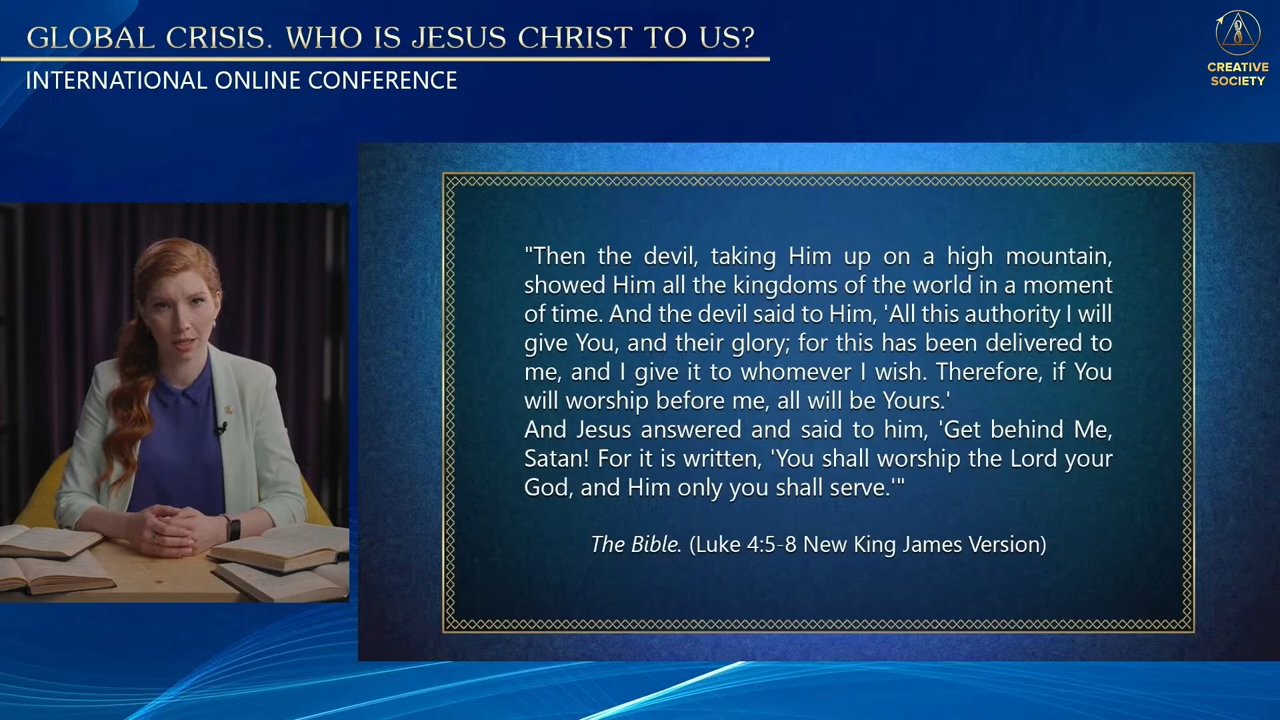 GLOBAL CRISIS. WHO IS JESUS CHRIST TO US?
INTERNATIONAL ONLINE CONFERENCE
CREATIVE
SOCIETY
"Then the devil, taking Him up on a high mountain,
showed Him all the kingdoms of the world in a moment
of time. And the devil said to Him, 'All this authority I will
give You, and their glory; for this has been delivered to
me, and I give it to whomever I wish. Therefore, if You
will worship before me, all will be Yours.'
And Jesus answered and said to him, 'Get behind Me,
Satan! For it is written, 'You shall worship the Lord your
God, and Him only you shall serve.'"
The Bible. (Luke 4:5-8 New King James Version)